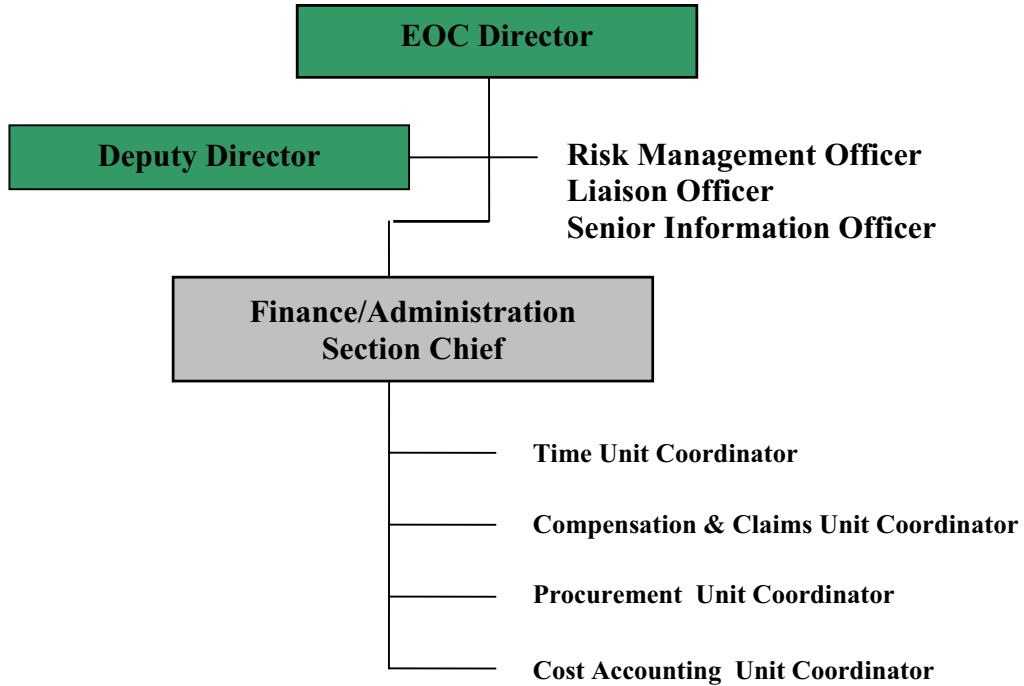 EOC Director
Deputy Director
Risk Management Officer
Liaison Officer
Senior Information Officer
Finance/Administration
Section Chief
Time Unit Coordinator
Compensation & Claims Unit Coordinator
Procurement  Unit Coordinator
Cost Accounting  Unit Coordinator